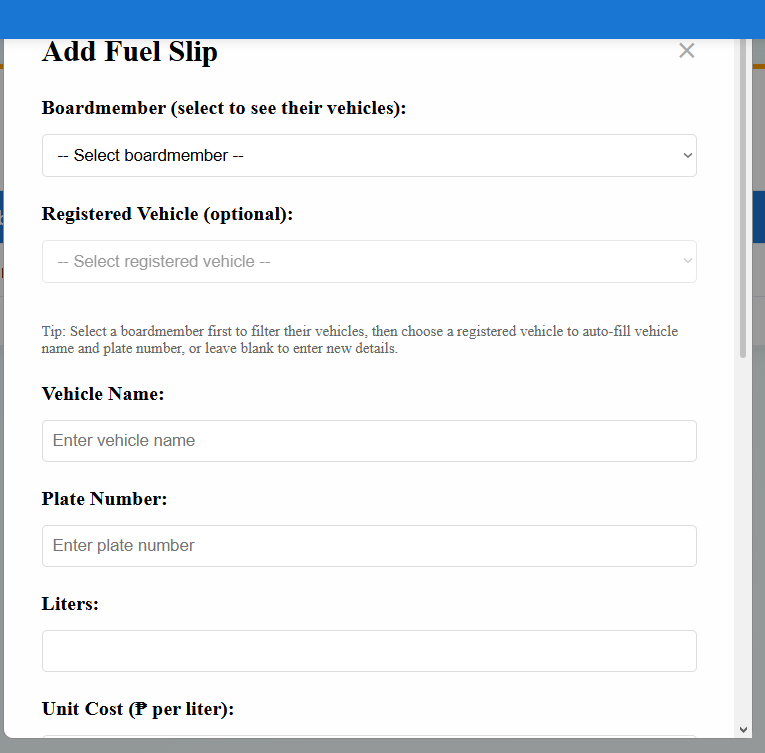 Add Fuel Slip
Boardmember (select to see their vehicles):
-- Select boardmember --
Registered Vehicle (optional):
-- Select registered vehicle --
Tip: Select a boardmember first to filter their vehicles, then choose a registered vehicle to auto-fill vehicle
name and plate number, or leave blank to enter new details.
Vehicle Name:
Enter vehicle name
Plate Number:
Enter plate number
Liters:
Unit Cost (₱ per liter):